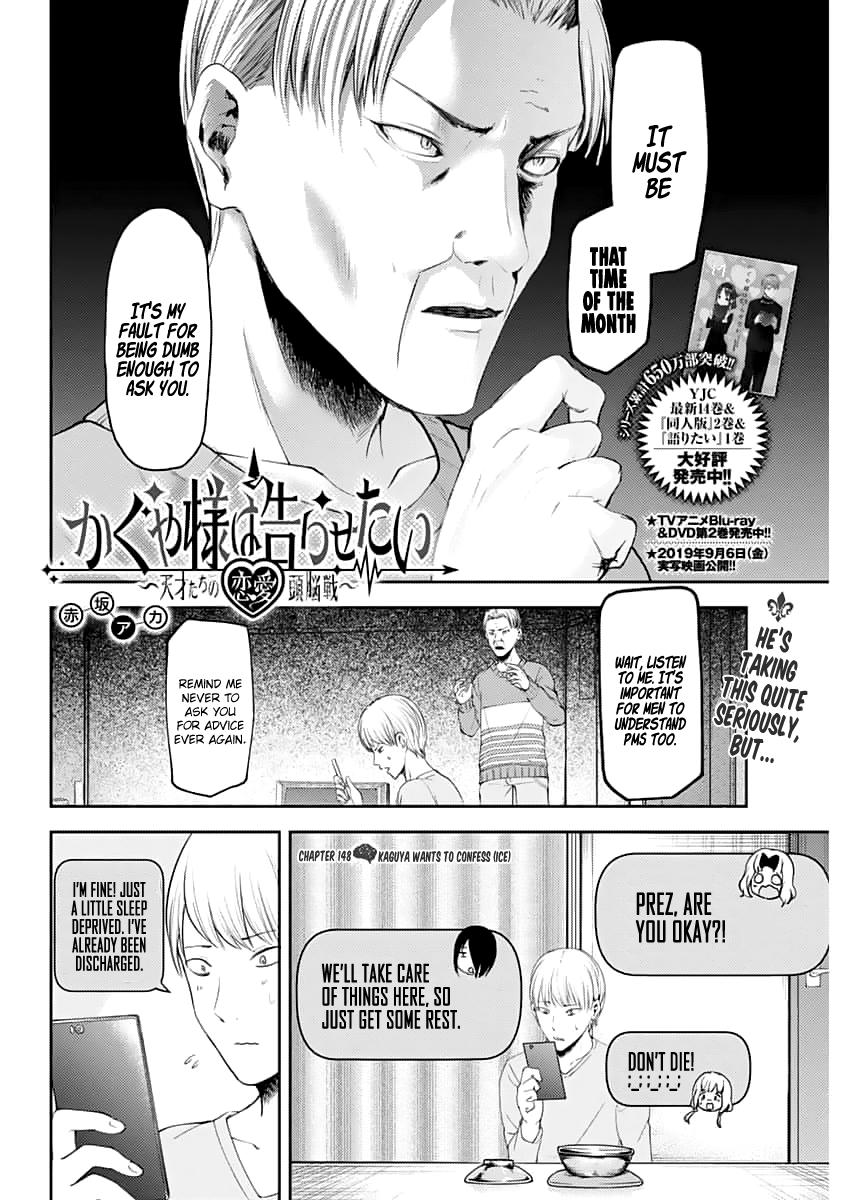 IT MUST BE
THAT
TIME
OF THE
MONTH
IT'S MY
FAULT FOR
BEING DUMB
ENOUGH TO
ASK YOU.
シリーズ累計650万部突破!!
YJC
最新14巻&
『同人版』2巻&
『語りたい』1巻
大好評
発売中!!
★TVアニメBlu-ray
&DVD第2巻発売中!!
★2019年9月6日(金)
実写映画公開!!
かぐや様は告らせたい
～天才たちの恋愛頭脳戦～
赤坂アカ
HE'S
TAKING
THIS QUITE
SERIOUSLY,
BUT...
WAIT, LISTEN
TO ME. IT'S
IMPORTANT
FOR MEN TO
UNDERSTAND
PMS TOO.
REMIND ME
NEVER TO
ASK YOU
FOR ADVICE
EVER AGAIN.
I'M FINE! JUST
A LITTLE SLEEP
DEPRIVED. I'VE
ALREADY BEEN
DISCHARGED.
CHAPTER 148 KAGUYA WANTS TO CONFESS (ICE)
PREZ, ARE
YOU OKAY?!
WE'LL TAKE CARE
OF THINGS HERE, SO
JUST GET SOME REST.
DON'T DIE!